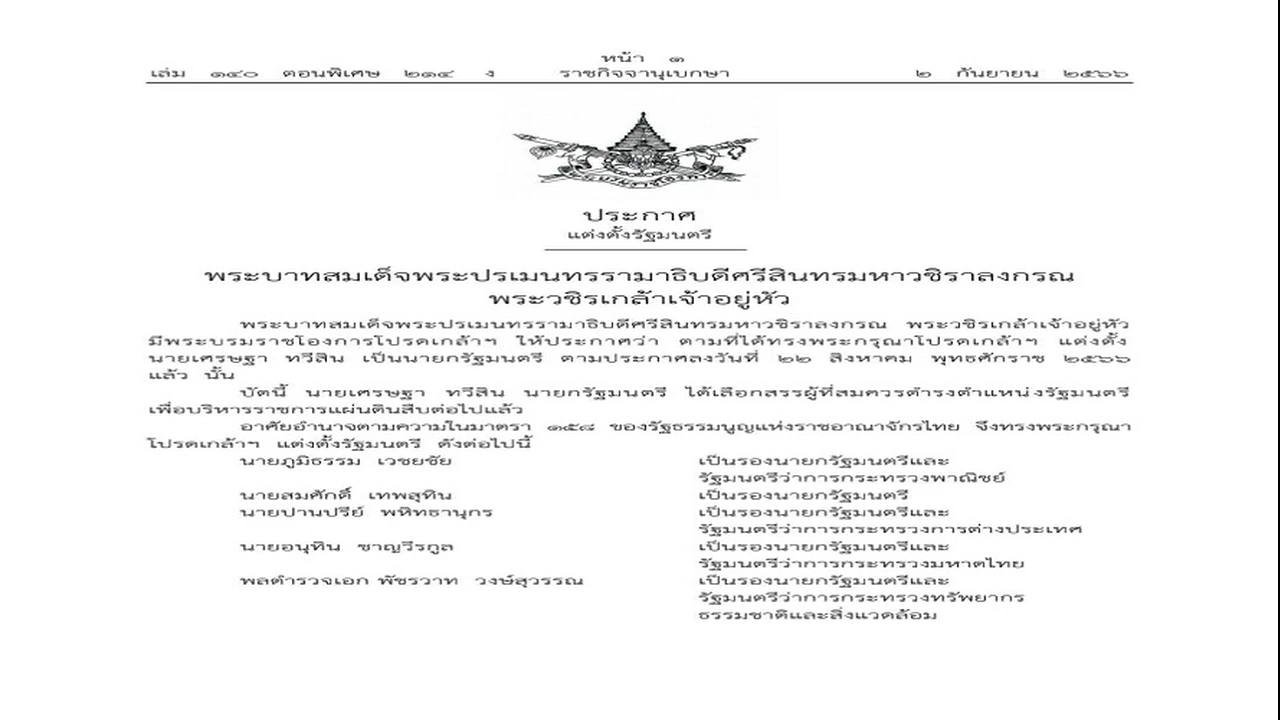 หน้า ๑
เล่ม ๑๔๐ ตอนพิเศษ ๒๑๔ ง ราชกิจจานุเบกษา ๒ กันยายน ๒๕๖๖
ประกาศ
แต่งตั้งรัฐมนตรี
พระบาทสมเด็จพระปรเมนทรรามาธิบดีศรีสินทรมหาวชิราลงกรณ
พระวชิรเกล้าเจ้าอยู่หัว
พระบาทสมเด็จพระปรเมนทรรามาธิบดีศรีสินทรมหาวชิราลงกรณ พระวชิรเกล้าเจ้าอยู่หัว
มีพระบรมราชโองการโปรดเกล้าฯ ให้ประกาศว่า ตามที่ได้ทรงพระกรุณาโปรดเกล้าฯ แต่งตั้ง
นายเศรษฐา ทวีสิน เป็นนายกรัฐมนตรี ตามประกาศลงวันที่ ๒๒ สิงหาคม พุทธศักราช ๒๕๖๖
แล้ว นั้น
บัดนี้ นายเศรษฐา ทวีสิน นายกรัฐมนตรี ได้เลือกสรรผู้ที่สมควรดำรงตำแหน่งรัฐมนตรี
เพื่อบริหารราชการแผ่นดินสืบต่อไปแล้ว
อาศัยอำนาจตามความในมาตรา ๑๕๘ ของรัฐธรรมนูญแห่งราชอาณาจักรไทย จึงทรงพระกรุณา
โปรดเกล้าฯ แต่งตั้งรัฐมนตรี ดังต่อไปนี้
นายภูมิธรรม เวชยชัย เป็นรองนายกรัฐมนตรีและ
รัฐมนตรีว่าการกระทรวงพาณิชย์
นายสมศักดิ์ เทพสุทิน เป็นรองนายกรัฐมนตรี
นายปานปรีย์ พหิทธานุกร เป็นรองนายกรัฐมนตรีและ
รัฐมนตรีว่าการกระทรวงการต่างประเทศ
นายอนุทิน ชาญวีรกูล เป็นรองนายกรัฐมนตรีและ
รัฐมนตรีว่าการกระทรวงมหาดไทย
พลตำรวจเอก พัชรวาท วงษ์สุวรรณ เป็นรองนายกรัฐมนตรีและ
รัฐมนตรีว่าการกระทรวงทรัพยากร
ธรรมชาติและสิ่งแวดล้อม